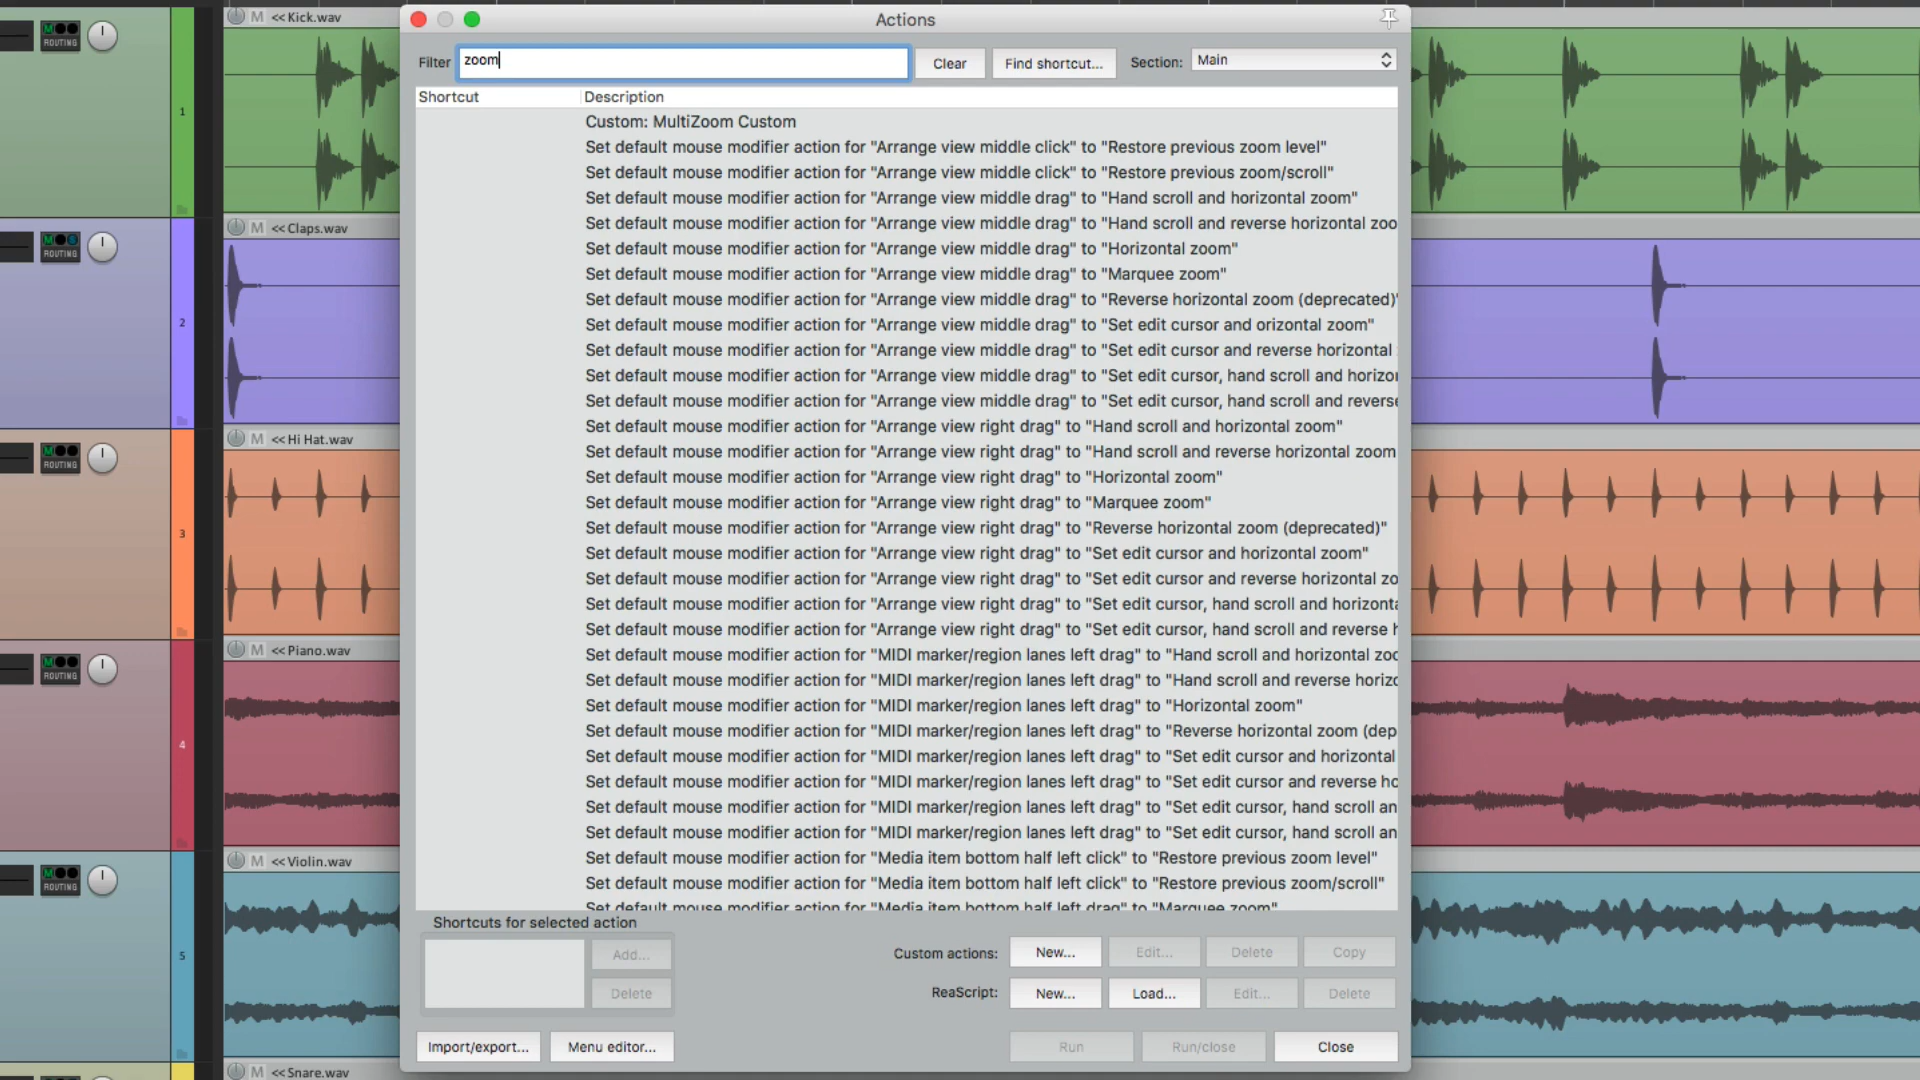 Actions
Filter zoom Clear Find shortcut... Section: Main
Shortcut Description
Custom: MultiZoom Custom
Set default mouse modifier action for "Arrange view middle click" to "Restore previous zoom level"
Set default mouse modifier action for "Arrange view middle click" to "Restore previous zoom/scroll"
Set default mouse modifier action for "Arrange view middle drag" to "Hand scroll and horizontal zoom"
Set default mouse modifier action for "Arrange view middle drag" to "Hand scroll and reverse horizontal zoo
Set default mouse modifier action for "Arrange view middle drag" to "Horizontal zoom"
Set default mouse modifier action for "Arrange view middle drag" to "Marquee zoom"
Set default mouse modifier action for "Arrange view middle drag" to "Reverse horizontal zoom (deprecated)"
Set default mouse modifier action for "Arrange view middle drag" to "Set edit cursor and orizontal zoom"
Set default mouse modifier action for "Arrange view middle drag" to "Set edit cursor and reverse horizontal
Set default mouse modifier action for "Arrange view middle drag" to "Set edit cursor, hand scroll and horizor
Set default mouse modifier action for "Arrange view middle drag" to "Set edit cursor, hand scroll and reverse
Set default mouse modifier action for "Arrange view right drag" to "Hand scroll and horizontal zoom"
Set default mouse modifier action for "Arrange view right drag" to "Hand scroll and reverse horizontal zoom
Set default mouse modifier action for "Arrange view right drag" to "Horizontal zoom"
Set default mouse modifier action for "Arrange view right drag" to "Marquee zoom"
Set default mouse modifier action for "Arrange view right drag" to "Reverse horizontal zoom (deprecated)"
Set default mouse modifier action for "Arrange view right drag" to "Set edit cursor and horizontal zoom"
Set default mouse modifier action for "Arrange view right drag" to "Set edit cursor and reverse horizontal zo
Set default mouse modifier action for "Arrange view right drag" to "Set edit cursor, hand scroll and horizonta
Set default mouse modifier action for "Arrange view right drag" to "Set edit cursor, hand scroll and reverse h
Set default mouse modifier action for "MIDI marker/region lanes left drag" to "Hand scroll and horizontal zoo
Set default mouse modifier action for "MIDI marker/region lanes left drag" to "Hand scroll and reverse horizo
Set default mouse modifier action for "MIDI marker/region lanes left drag" to "Horizontal zoom"
Set default mouse modifier action for "MIDI marker/region lanes left drag" to "Reverse horizontal zoom (dep
Set default mouse modifier action for "MIDI marker/region lanes left drag" to "Set edit cursor and horizontal
Set default mouse modifier action for "MIDI marker/region lanes left drag" to "Set edit cursor and reverse ho
Set default mouse modifier action for "MIDI marker/region lanes left drag" to "Set edit cursor, hand scroll an
Set default mouse modifier action for "MIDI marker/region lanes left drag" to "Set edit cursor, hand scroll an
Set default mouse modifier action for "Media item bottom half left click" to "Restore previous zoom level"
Set default mouse modifier action for "Media item bottom half left click" to "Restore previous zoom/scroll"
Set default mouse modifier action for "Media item bottom half left drag" to "Marquee zoom"
Shortcuts for selected action
Add...
Delete
Custom actions: New... Edit... Delete Copy
ReaScript: New... Load... Edit... Delete
Import/export... Menu editor... Run Run/close Close
M << Kick.wav
ROUTING
1
M << Claps.wav
ROUTING
2
M << Hi Hat.wav
ROUTING
3
M << Piano.wav
ROUTING
4
M << Violin.wav
ROUTING
5
M << Snare.wav